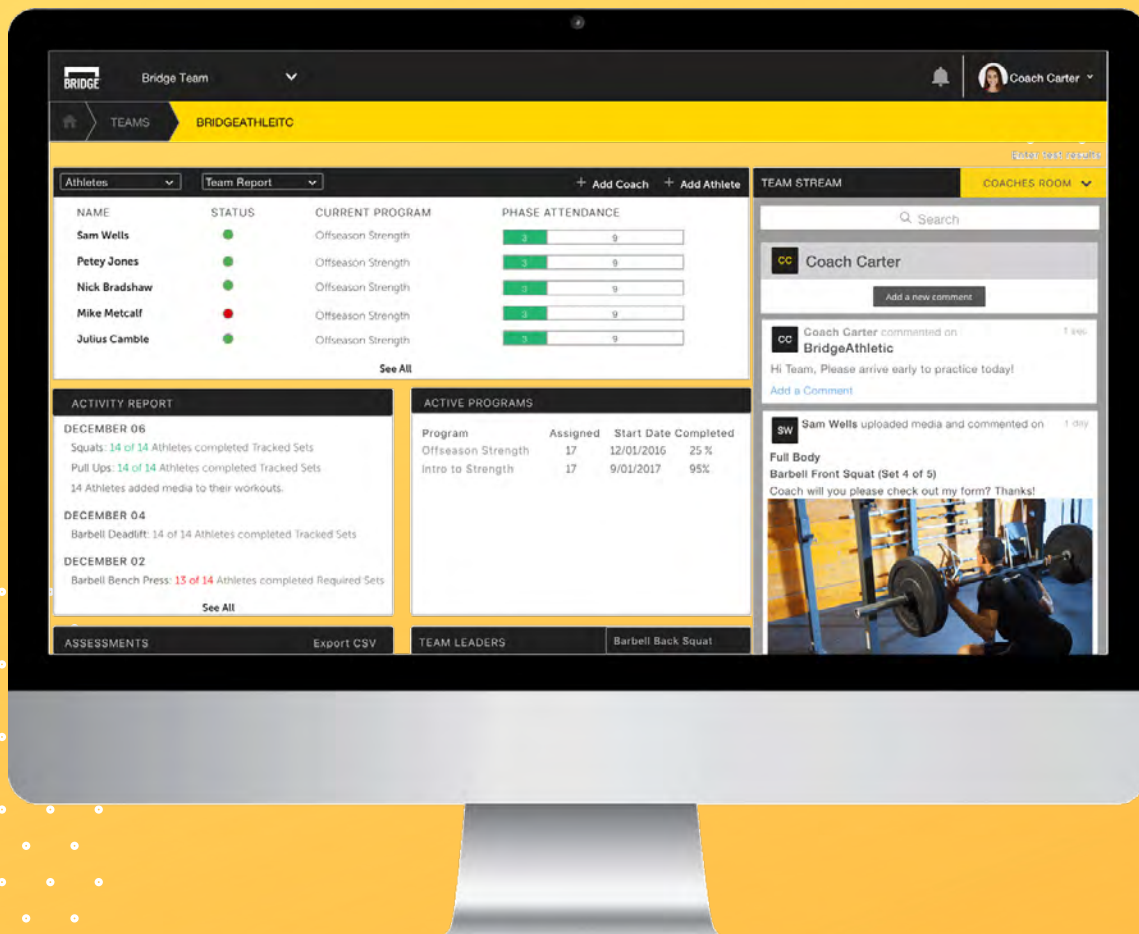 BRIDGE
Bridge Team
Coach Carter
TEAMS
BRIDGEATHLEITC
Enter test results
Athletes
Team Report
+ Add Coach + Add Athlete
NAME STATUS CURRENT PROGRAM PHASE ATTENDANCE
Sam Wells Offseason Strength 3 9
Petey Jones Offseason Strength 3 9
Nick Bradshaw Offseason Strength 3 9
Mike Metcalf Offseason Strength 3 9
Julius Camble Offseason Strength 3 9
See All
ACTIVITY REPORT
DECEMBER 06
Squats: 14 of 14 Athletes completed Tracked Sets
Pull Ups: 14 of 14 Athletes completed Tracked Sets
14 Athletes added media to their workouts.
DECEMBER 04
Barbell Deadlift: 14 of 14 Athletes completed Tracked Sets
DECEMBER 02
Barbell Bench Press: 13 of 14 Athletes completed Required Sets
See All
ACTIVE PROGRAMS
Program Assigned Start Date Completed
Offseason Strength 17 12/01/2016 25 %
Intro to Strength 17 9/01/2017 95%
ASSESSMENTS Export CSV
TEAM LEADERS Barbell Back Squat
TEAM STREAM COACHES ROOM
Search
CC Coach Carter
Add a new comment
CC Coach Carter commented on 1 sec
BridgeAthletic
Hi Team, Please arrive early to practice today!
Add a Comment
SW Sam Wells uploaded media and commented on 1 day
Full Body
Barbell Front Squat (Set 4 of 5)
Coach will you please check out my form? Thanks!